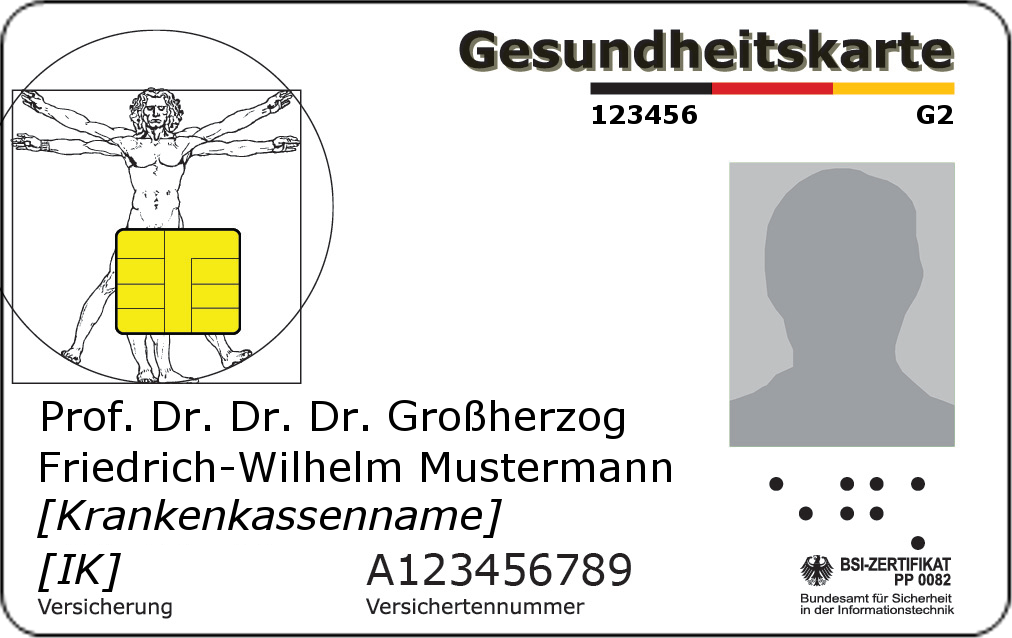 Gesundheitskarte
123456 G2
Prof. Dr. Dr. Dr. Großherzog
Friedrich-Wilhelm Mustermann
[Krankenkassenname]
[IK] A123456789
Versicherung Versichertennummer
BSI-ZERTIFIKAT
PP 0082
Bundesamt für Sicherheit
in der Informationstechnik